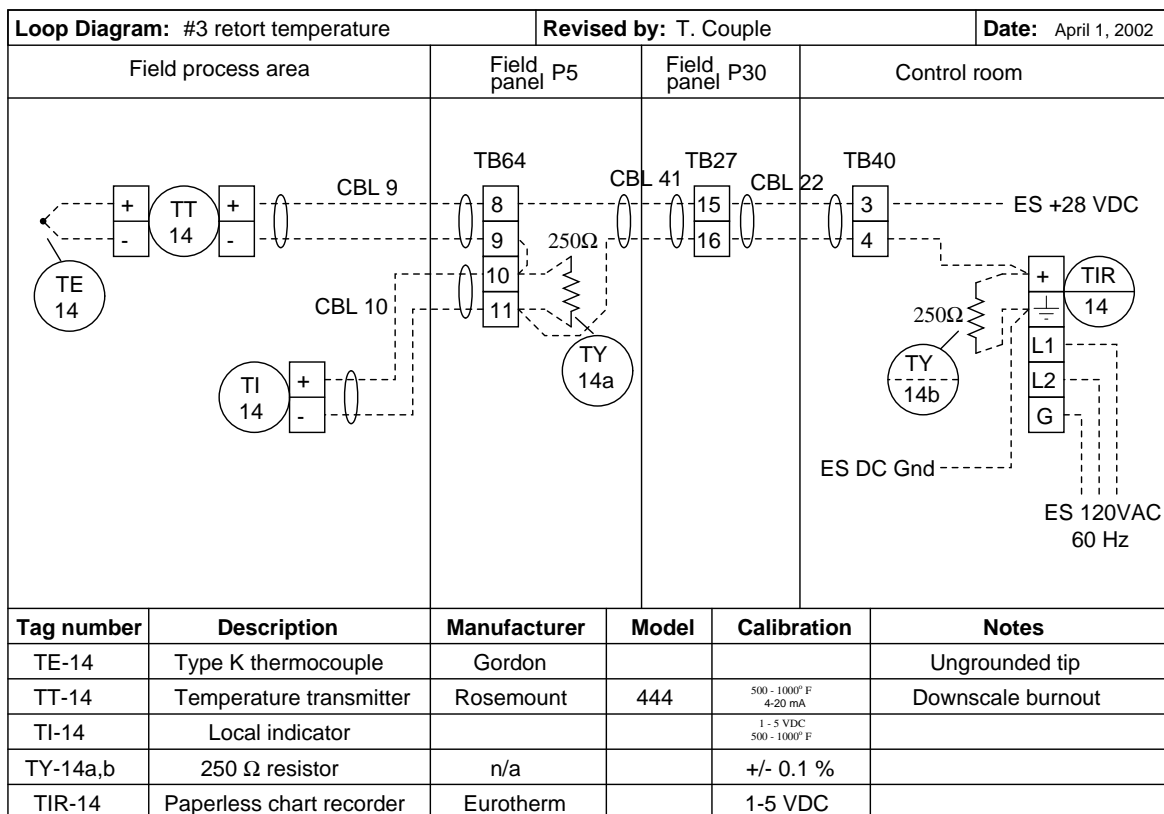 Loop Diagram: #3 retort temperature Revised by: T. Couple Date: April 1, 2002
Field process area
Field panel P5
Field panel P30
Control room
TB64
TB27
TB40
CBL 9
CBL 41
CBL 22
+
-
TT
14
+
-
8
9
10
11
15
16
3
4
ES +28 VDC
250Ω
TE
14
CBL 10
TY
14a
TI
14
+
-
250Ω
TY
14b
+
L1
L2
G
TIR
14
ES DC Gnd
ES 120VAC
60 Hz
Tag number Description Manufacturer Model Calibration Notes
TE-14 Type K thermocouple Gordon Ungrounded tip
TT-14 Temperature transmitter Rosemount 444 500 - 1000° F 4-20 mA Downscale burnout
TI-14 Local indicator 1 - 5 VDC 500 - 1000° F
TY-14a,b 250 Ω resistor n/a +/- 0.1 %
TIR-14 Paperless chart recorder Eurotherm 1-5 VDC